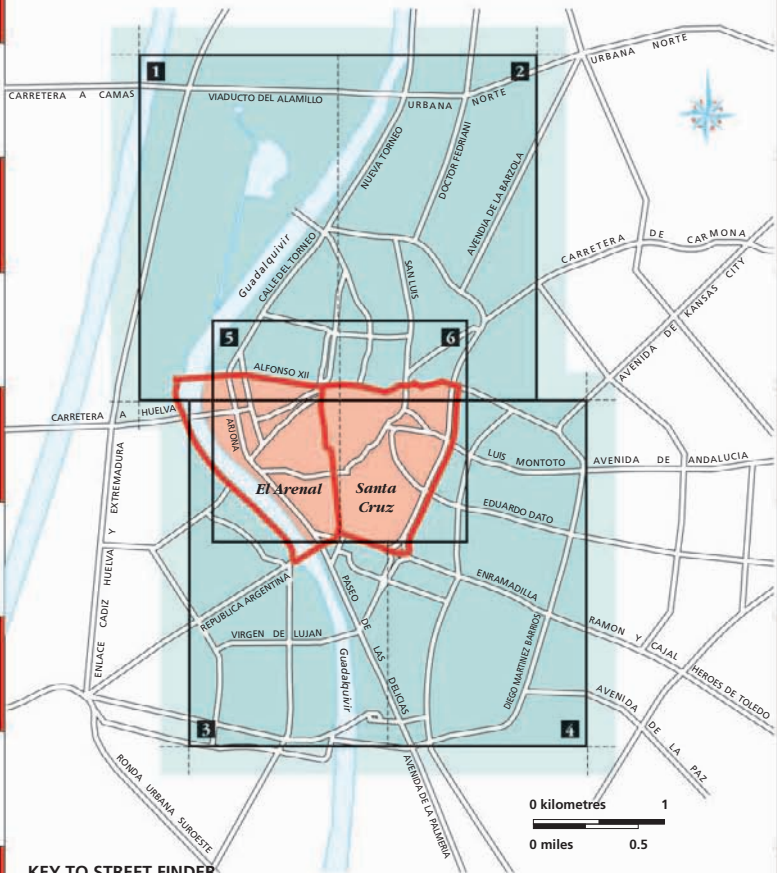 1
2
URBANA NORTE
CARRETERA A CAMAS
VIADUCTO DEL ALAMILLO
URBANA NORTE
NUEVA TORNEO
DOCTOR FEDRIANI
AVENDIA DE LA BARZOLA
Guadalquivir
CALLE DEL TORNEO
SAN LUIS
CARRETERA DE CARMONA
AVENIDA DE KANSAS CITY
5
6
ALFONSO XII
CARRETERA A HUELVA
ARJONA
LUIS MONTOTO
AVENIDA DE ANDALUCIA
El Arenal
Santa
Cruz
EDUARDO DATO
ENLACE CADIZ HUELVA Y EXTREMADURA
REPUBLICA ARGENTINA
PASEO DE LAS DELICIAS
ENRAMADILLA
VIRGEN DE LUJAN
Guadalquivir
DIEGO MARTINEZ BARRIOS
RAMON Y CAJAL
HEROES DE TOLEDO
AVENIDA DE LA PAZ
3
4
RONDA URBANA SUROESTE
AVENIDA DE LA PALMERIA
0 kilometres 1
0 miles 0.5
KEY TO STREET FINDER